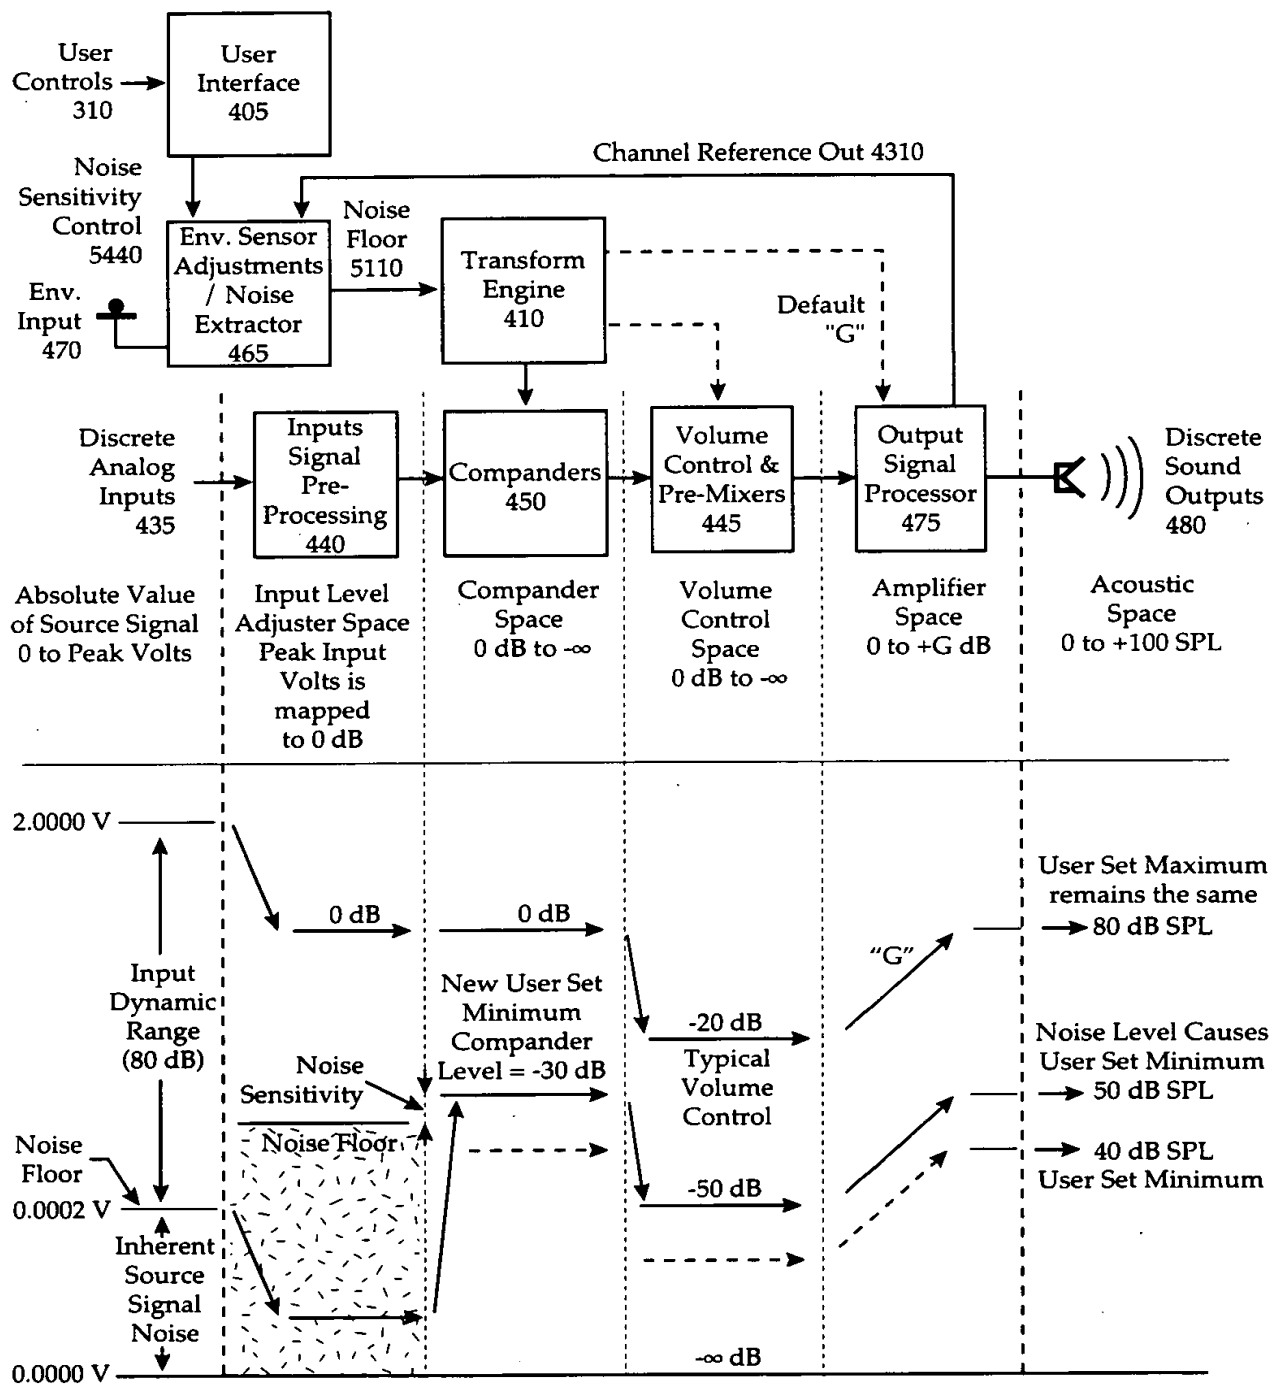 User
Controls
310
User
Interface
405
Noise
Sensitivity
Control
5440
Channel Reference Out 4310
Env. Sensor
Adjustments
/ Noise
Extractor
465
Noise
Floor
5110
Transform
Engine
410
Default
"G"
Env.
Input
470
Discrete
Analog
Inputs
435
Inputs
Signal
Pre-
Processing
440
Companders
450
Volume
Control &
Pre-Mixers
445
Output
Signal
Processor
475
Discrete
Sound
Outputs
480
Absolute Value
of Source Signal
0 to Peak Volts
Input Level
Adjuster Space
Peak Input
Volts is
mapped
to 0 dB
Compander
Space
0 dB to -∞
Volume
Control
Space
0 dB to -∞
Amplifier
Space
0 to +G dB
Acoustic
Space
0 to +100 SPL
2.0000 V
Input
Dynamic
Range
(80 dB)
Noise
Floor
0.0002 V
Inherent
Source
Signal
Noise
0.0000 V
0 dB
Noise
Sensitivity
Noise Floor
0 dB
New User Set
Minimum
Compander
Level = -30 dB
-20 dB
Typical
Volume
Control
-50 dB
-∞ dB
"G"
User Set Maximum
remains the same
80 dB SPL
Noise Level Causes
User Set Minimum
50 dB SPL
40 dB SPL
User Set Minimum